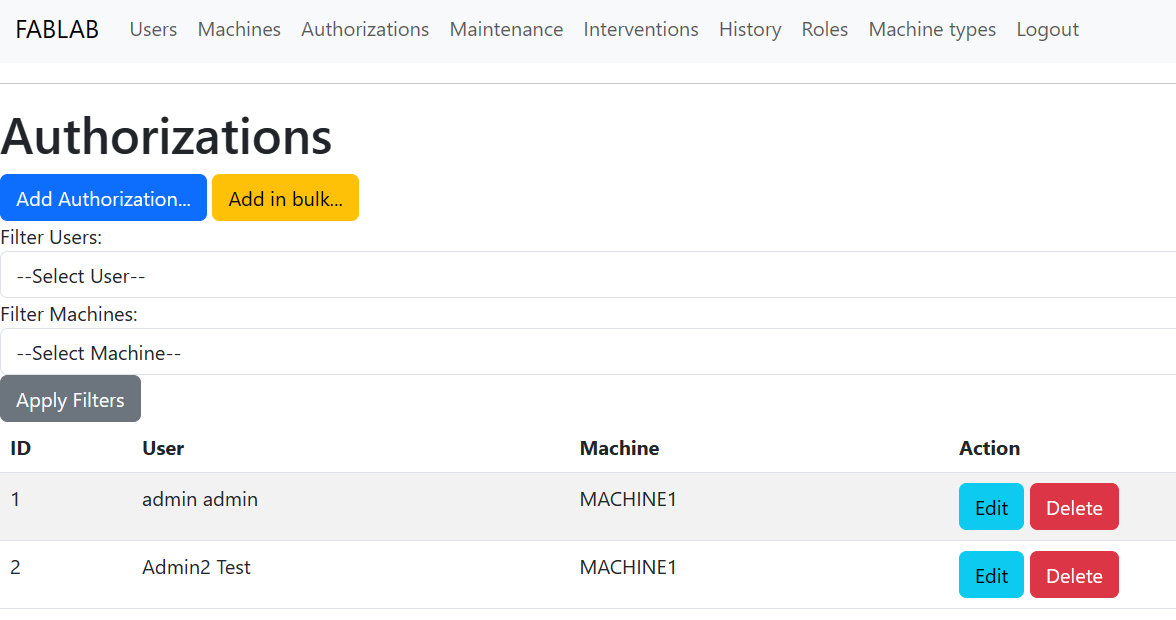 FABLAB Users Machines Authorizations Maintenance Interventions History Roles Machine types Logout
Authorizations
Add Authorization... Add in bulk...
Filter Users:
--Select User--
Filter Machines:
--Select Machine--
Apply Filters
ID User Machine Action
1 admin admin MACHINE1 Edit Delete
2 Admin2 Test MACHINE1 Edit Delete